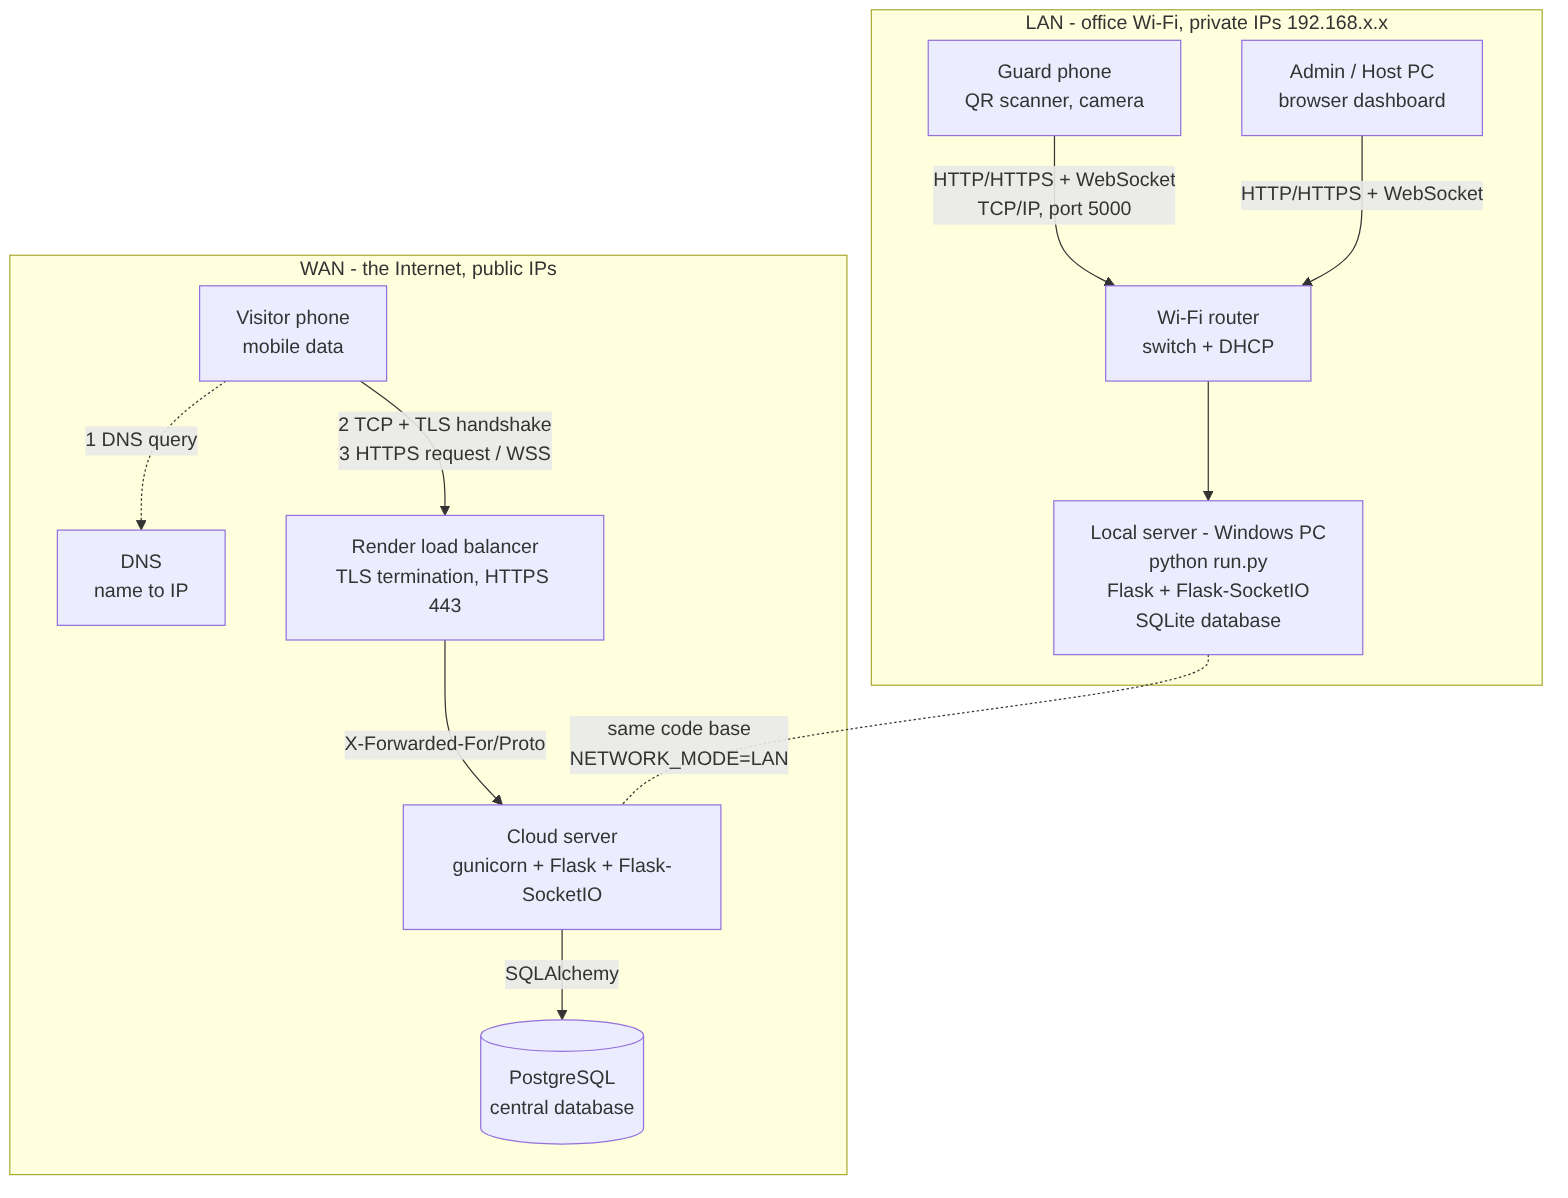 LAN - office Wi-Fi, private IPs 192.168.x.x
Guard phone
QR scanner, camera
Admin / Host PC
browser dashboard
HTTP/HTTPS + WebSocket
TCP/IP, port 5000
HTTP/HTTPS + WebSocket
Wi-Fi router
switch + DHCP
Local server - Windows PC
python run.py
Flask + Flask-SocketIO
SQLite database
WAN - the Internet, public IPs
Visitor phone
mobile data
1 DNS query
2 TCP + TLS handshake
3 HTTPS request / WSS
DNS
name to IP
Render load balancer
TLS termination, HTTPS
443
X-Forwarded-For/Proto
same code base
NETWORK_MODE=LAN
Cloud server
gunicorn + Flask + Flask-
SocketIO
SQLAlchemy
PostgreSQL
central database